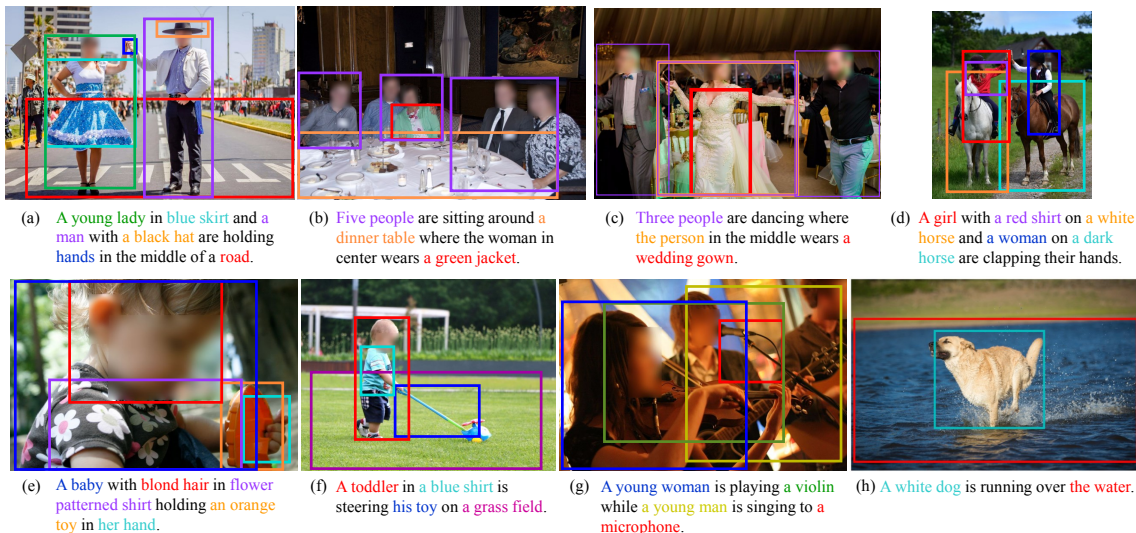 (a) A young lady in blue skirt and a
man with a black hat are holding
hands in the middle of a road.
(b) Five people are sitting around a
dinner table where the woman in
center wears a green jacket.
(c) Three people are dancing where
the person in the middle wears a
wedding gown.
(d) A girl with a red shirt on a white
horse and a woman on a dark
horse are clapping their hands.
(e) A baby with blond hair in flower
patterned shirt holding an orange
toy in her hand.
(f) A toddler in a blue shirt is
steering his toy on a grass field.
(g) A young woman is playing a violin
while a young man is singing to a
microphone.
(h) A white dog is running over the water.